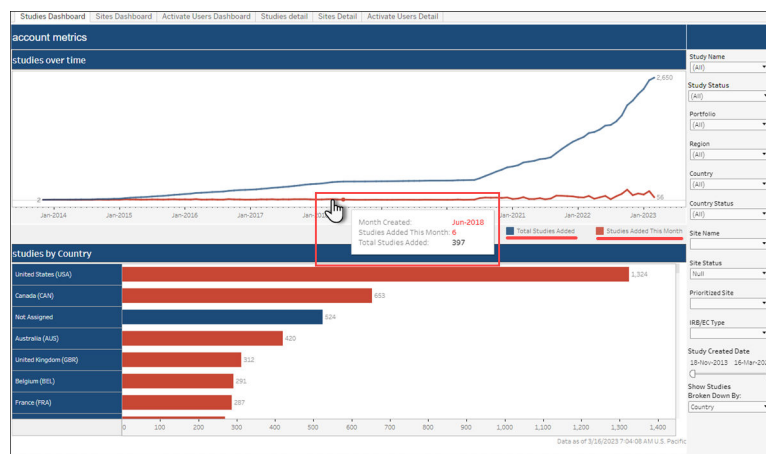 Studies Dashboard Sites Dashboard Activate Users Dashboard Studies detail Sites Detail Activate Users Detail
account metrics
studies over time
2,650
2
56
Jan-2014 Jan-2015 Jan-2016 Jan-2017 Jan-2021 Jan-2022 Jan-2023
Month Created: Jun-2018
Studies Added This Month: 6
Total Studies Added: 397
Total Studies Added Studies Added This Month
studies by Country
United States (USA) 1,324
Canada (CAN) 653
Not Assigned 524
Australia (AUS) 420
United Kingdom (GBR) 312
Belgium (BEL) 291
France (FRA) 287
0 100 200 300 400 500 600 700 800 900 1,000 1,100 1,200 1,300 1,400
Data as of 3/16/2023 7:04:08 AM U.S. Pacific
Study Name
(All)
Study Status
(All)
Portfolio
(All)
Region
(All)
Country
(All)
Country Status
(All)
Site Name
Site Status
Null
Prioritized Site
IRB/EC Type
Study Created Date
18-Nov-2013 16-Mar-202
Show Studies
Broken Down By:
Country